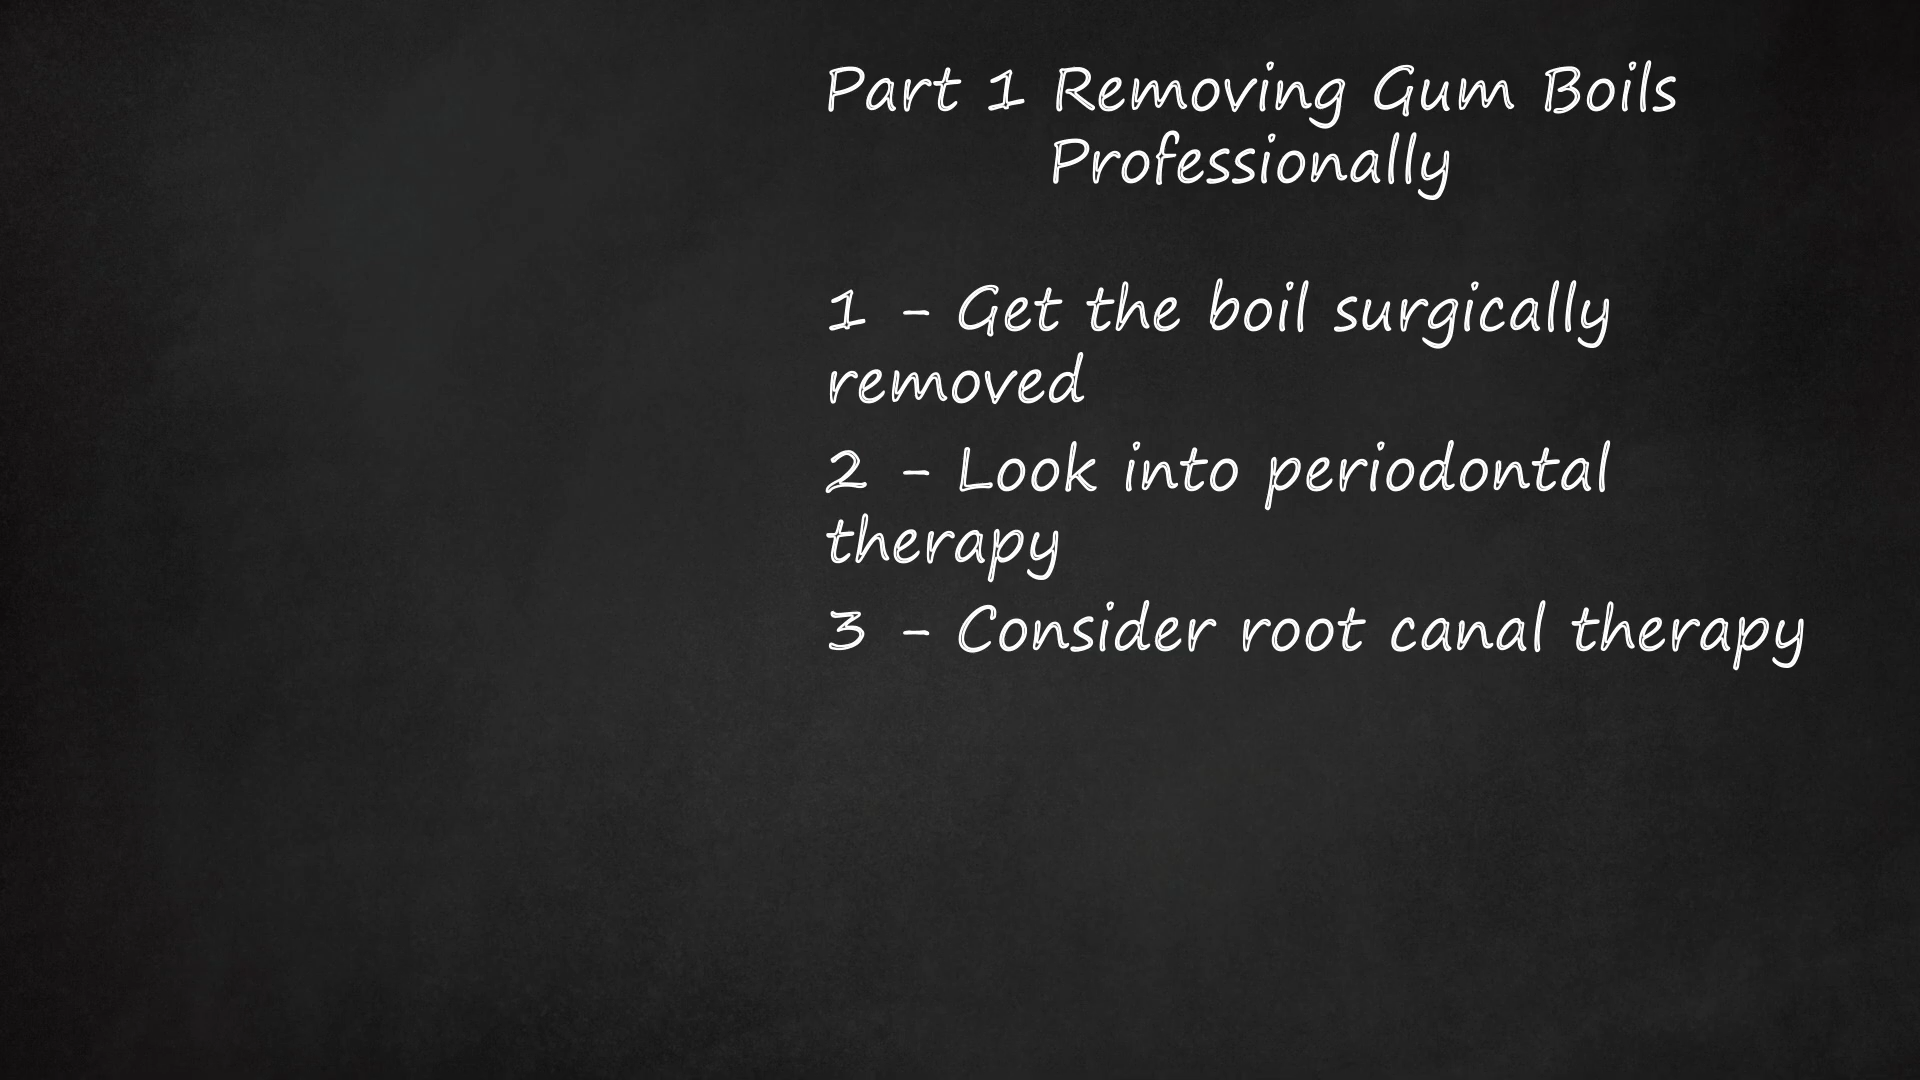 Part 1 Removing Gum Boils
Professionally
1 - Get the boil surgically
removed
2 - Look into periodontal
therapy
3 - Consider root canal therapy